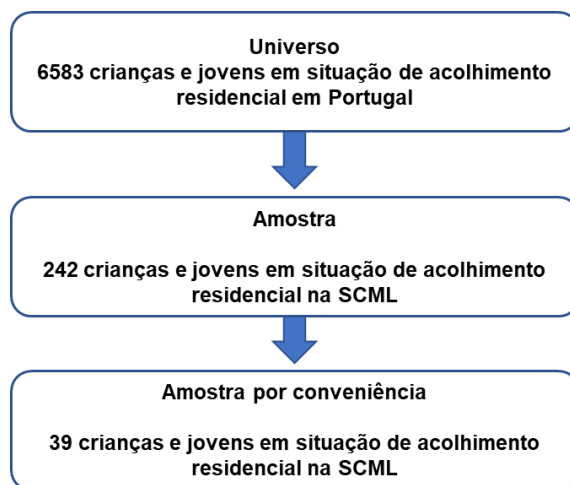 Universo
6583 crianças e jovens em situação de acolhimento
residencial em Portugal
Amostra
242 crianças e jovens em situação de acolhimento
residencial na SCML
Amostra por conveniência
39 crianças e jovens em situação de acolhimento
residencial na SCML